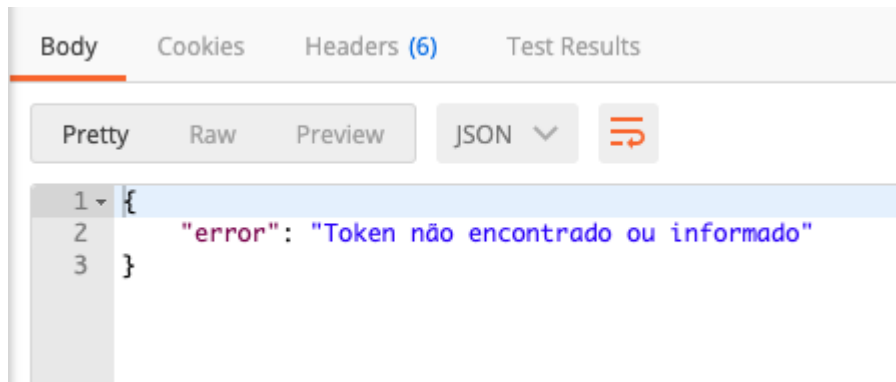 Body Cookies Headers (6) Test Results
Pretty Raw Preview JSON
1 {
2 "error": "Token não encontrado ou informado"
3 }